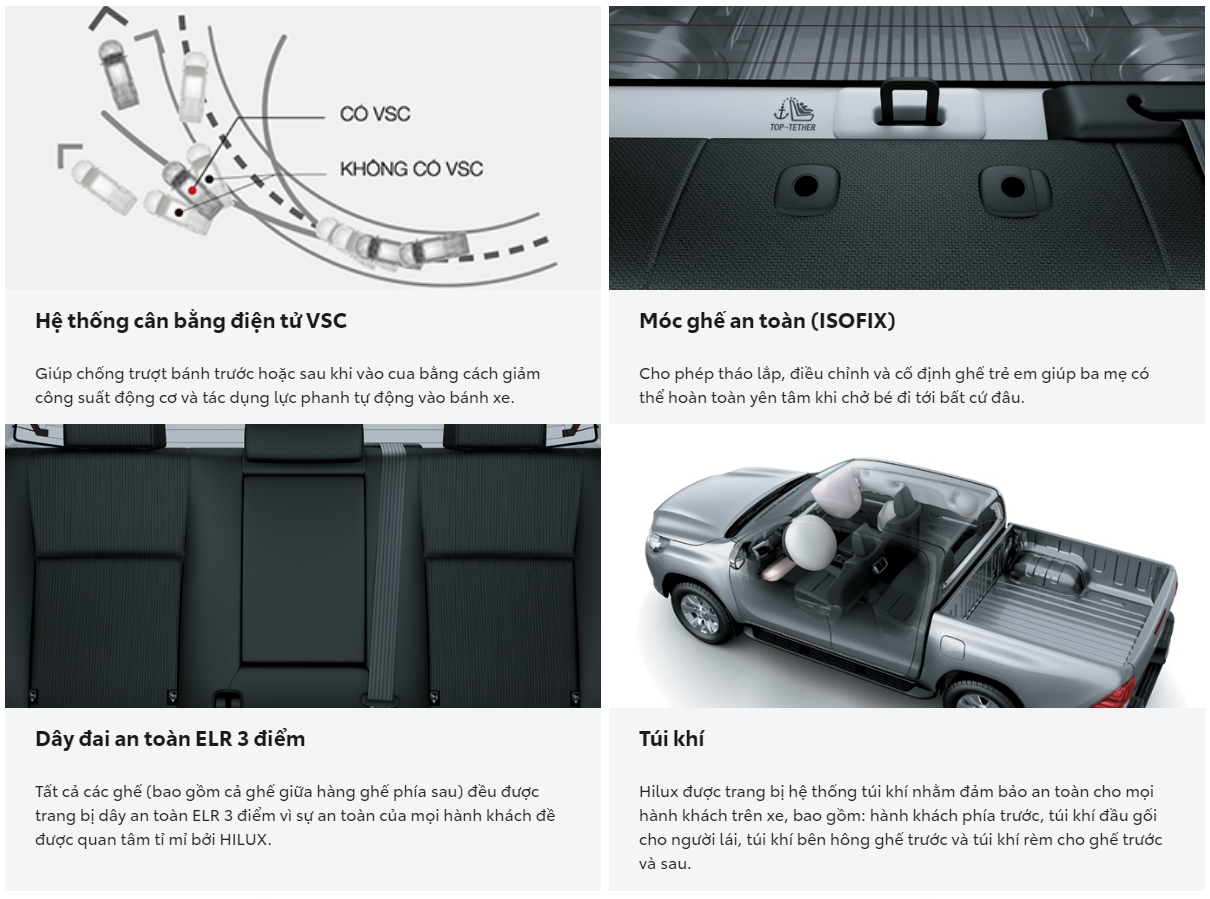 CÓ VSC
KHÔNG CÓ VSC
Hệ thống cân bằng điện tử VSC
Giúp chống trượt bánh trước hoặc sau khi vào cua bằng cách giảm
công suất động cơ và tác dụng lực phanh tự động vào bánh xe.
TOP-TETHER
Móc ghế an toàn (ISOFIX)
Cho phép tháo lắp, điều chỉnh và cố định ghế trẻ em giúp ba mẹ có
thể hoàn toàn yên tâm khi chở bé đi tới bất cứ đâu.
Dây đai an toàn ELR 3 điểm
Tất cả các ghế (bao gồm cả ghế giữa hàng ghế phía sau) đều được
trang bị dây an toàn ELR 3 điểm vì sự an toàn của mọi hành khách đề
được quan tâm tỉ mỉ bởi HILUX.
Túi khí
Hilux được trang bị hệ thống túi khí nhằm đảm bảo an toàn cho mọi
hành khách trên xe, bao gồm: hành khách phía trước, túi khí đầu gối
cho người lái, túi khí bên hông ghế trước và túi khí rèm cho ghế trước
và sau.